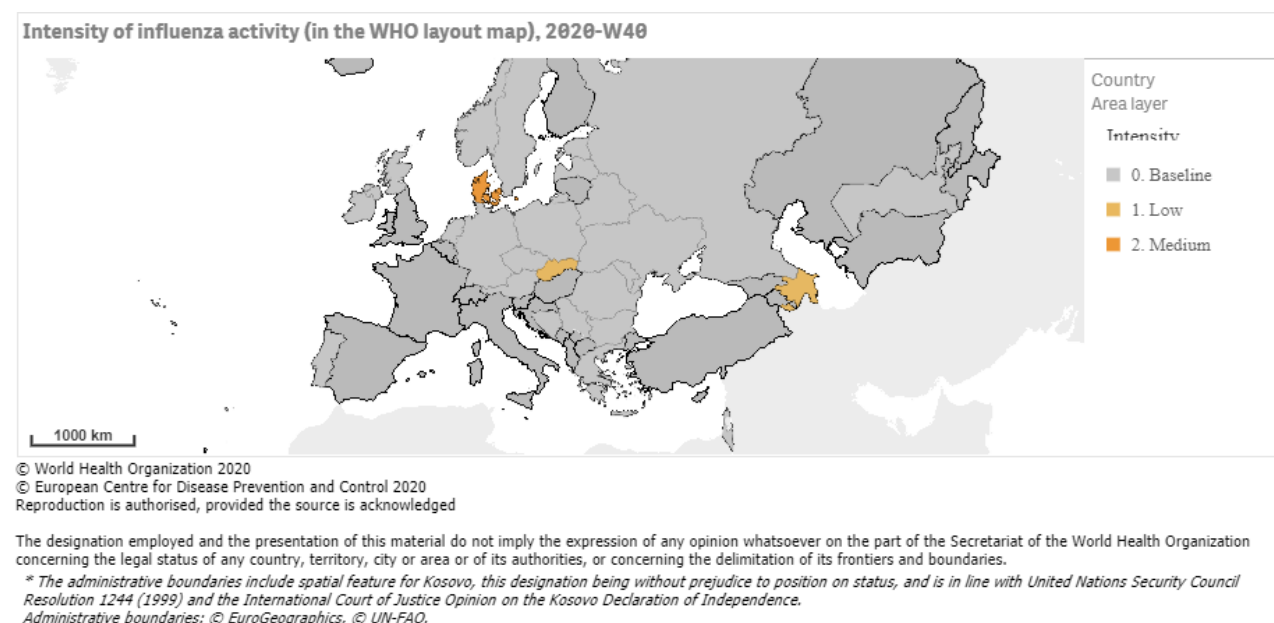 Intensity of influenza activity (in the WHO layout map), 2020-W40
Country
Area layer
Intensity
0. Baseline
1. Low
2. Medium
1000 km
© World Health Organization 2020
© European Centre for Disease Prevention and Control 2020
Reproduction is authorised, provided the source is acknowledged
The designation employed and the presentation of this material do not imply the expression of any opinion whatsoever on the part of the Secretariat of the World Health Organization
concerning the legal status of any country, territory, city or area or of its authorities, or concerning the delimitation of its frontiers and boundaries.
* The administrative boundaries include spatial feature for Kosovo, this designation being without prejudice to position on status, and is in line with United Nations Security Council
Resolution 1244 (1999) and the International Court of Justice Opinion on the Kosovo Declaration of Independence.
Administrative boundaries: © EuroGeographics, © UN-FAO.